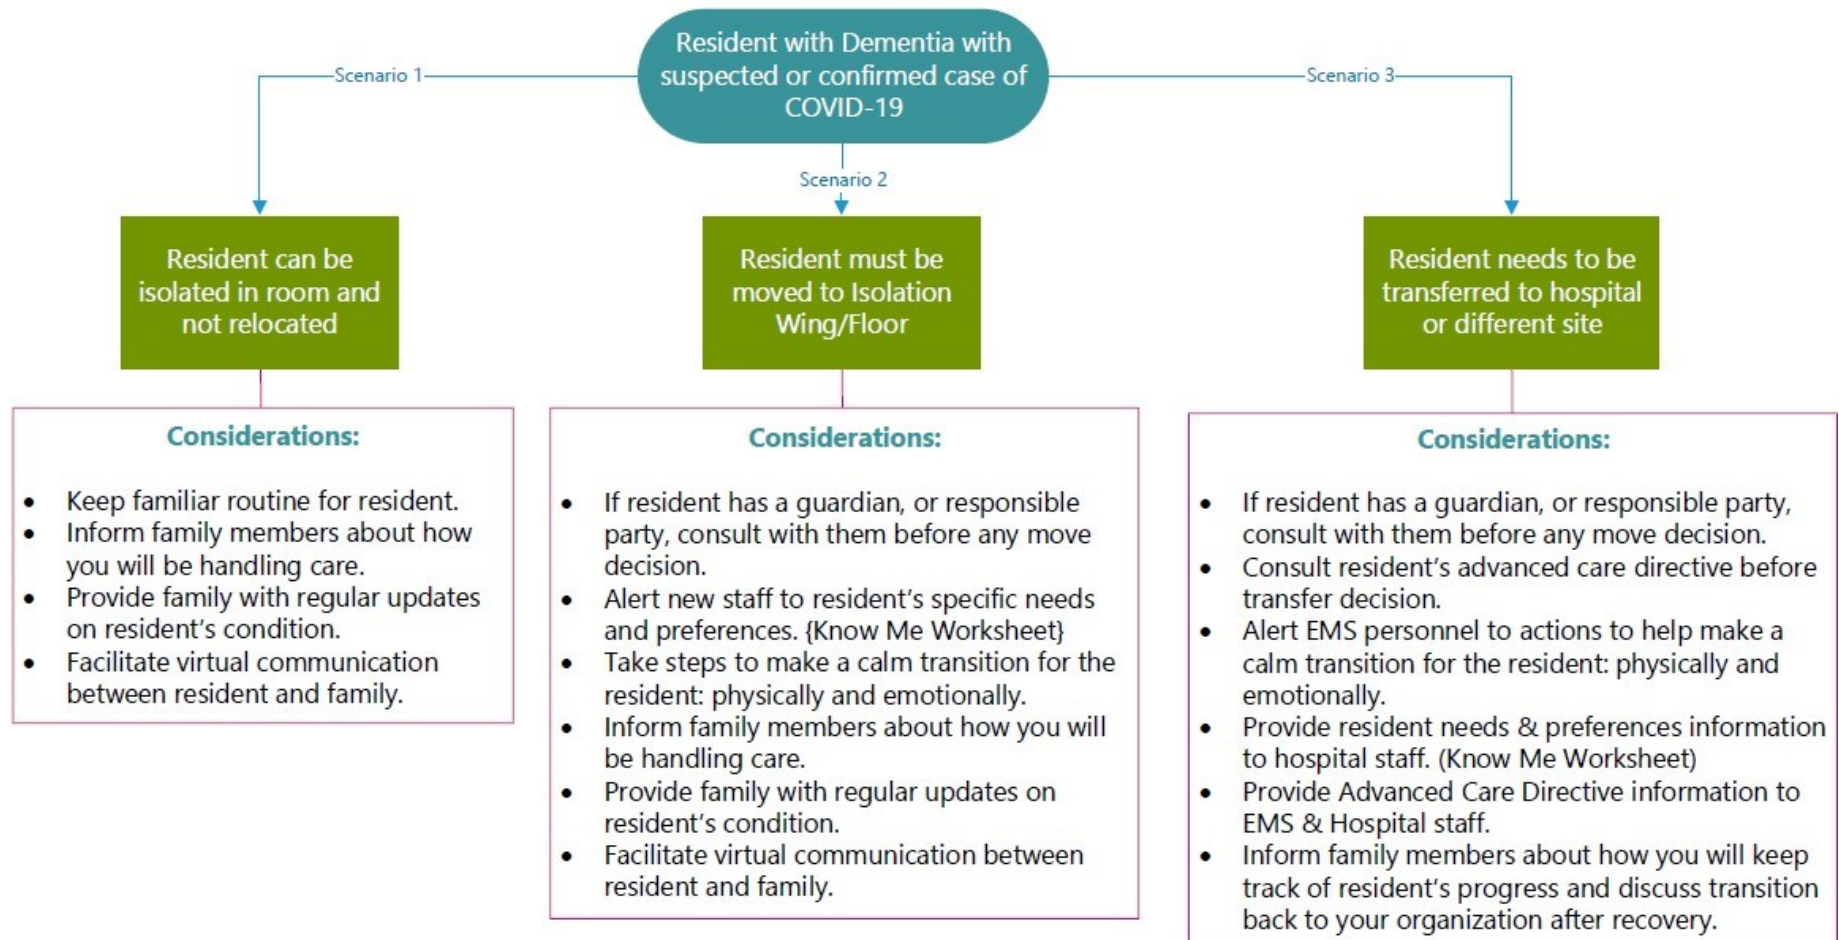 Resident with Dementia with
suspected or confirmed case of
COVID-19
Scenario 1
Scenario 2
Scenario 3
Resident can be
isolated in room and
not relocated
Considerations:
• Keep familiar routine for resident.
• Inform family members about how
you will be handling care.
• Provide family with regular updates
on resident's condition.
• Facilitate virtual communication
between resident and family.
Resident must be
moved to Isolation
Wing/Floor
Considerations:
• If resident has a guardian, or responsible
party, consult with them before any move
decision.
• Alert new staff to resident's specific needs
and preferences. {Know Me Worksheet}
• Take steps to make a calm transition for the
resident: physically and emotionally.
• Inform family members about how you will
be handling care.
• Provide family with regular updates on
resident's condition.
• Facilitate virtual communication between
resident and family.
Resident needs to be
transferred to hospital
or different site
Considerations:
• If resident has a guardian, or responsible party,
consult with them before any move decision.
• Consult resident's advanced care directive before
transfer decision.
• Alert EMS personnel to actions to help make a
calm transition for the resident: physically and
emotionally.
• Provide resident needs & preferences information
to hospital staff. (Know Me Worksheet)
• Provide Advanced Care Directive information to
EMS & Hospital staff.
• Inform family members about how you will keep
track of resident's progress and discuss transition
back to your organization after recovery.